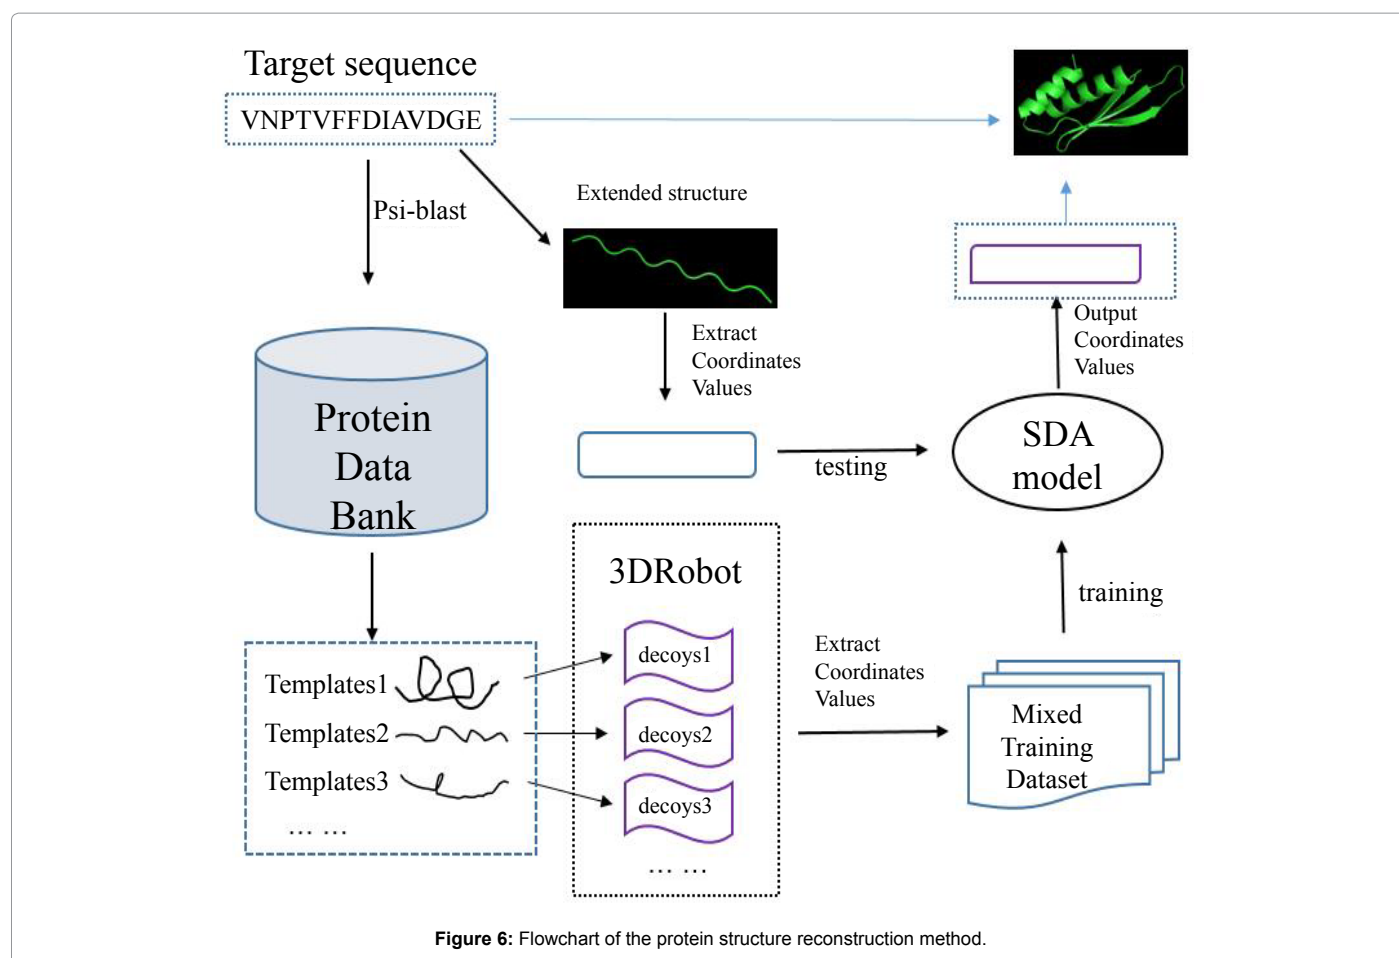 Target sequence
VNPTVFFDIAVDGE
Psi-blast
Extended structure
Extract
Coordinates
Values
Output
Coordinates
Values
Protein
Data
Bank
testing
SDA
model
training
3DRobot
Templates1
Templates2
Templates3
... ...
decoys1
decoys2
decoys3
... ...
Extract
Coordinates
Values
Mixed
Training
Dataset
Figure 6: Flowchart of the protein structure reconstruction method.